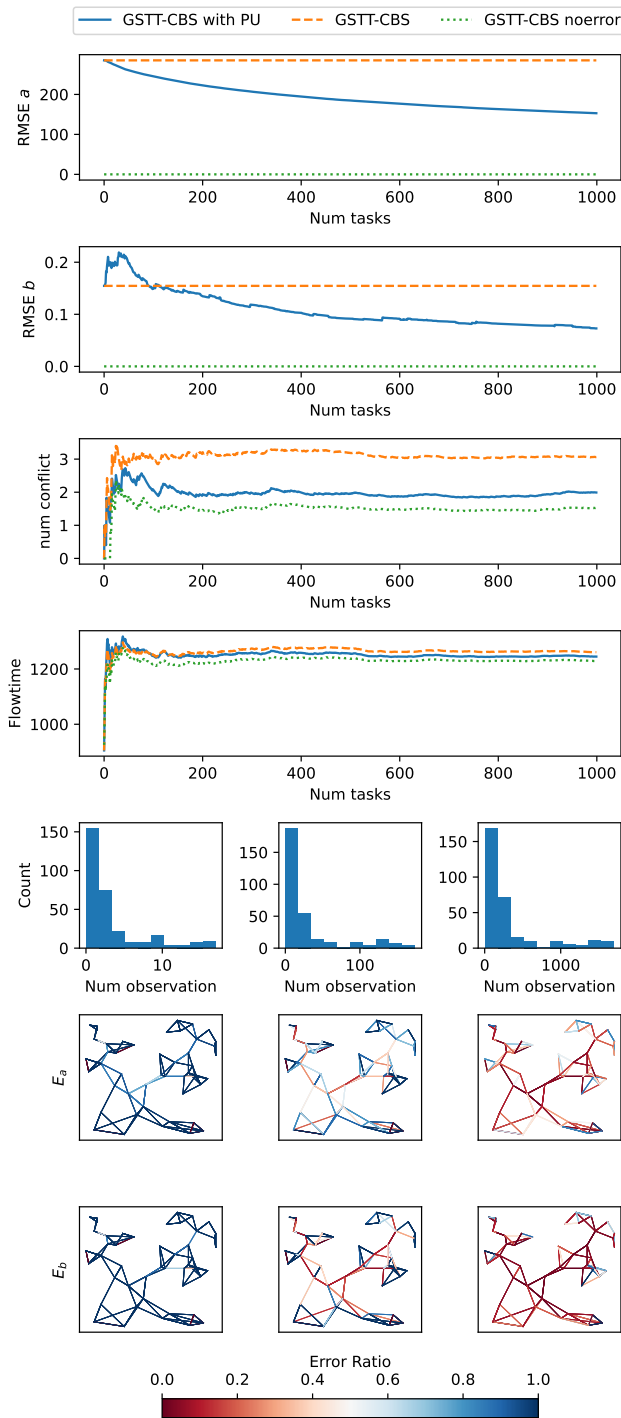 GSTT-CBS with PU GSTT-CBS GSTT-CBS noerror
RMSE a
200
100
0
0 200 400 600 800 1000
Num tasks
RMSE b
0.2
0.1
0.0
0 200 400 600 800 1000
Num tasks
num conflict
3
2
1
0
0 200 400 600 800 1000
Num tasks
Flowtime
1200
1000
0 200 400 600 800 1000
Num tasks
Count
150 150 150
100 100 100
50 50 50
0 0 0
0 10 0 100 0 1000
Num observation Num observation Num observation
E_a
E_b
Error Ratio
0.0 0.2 0.4 0.6 0.8 1.0